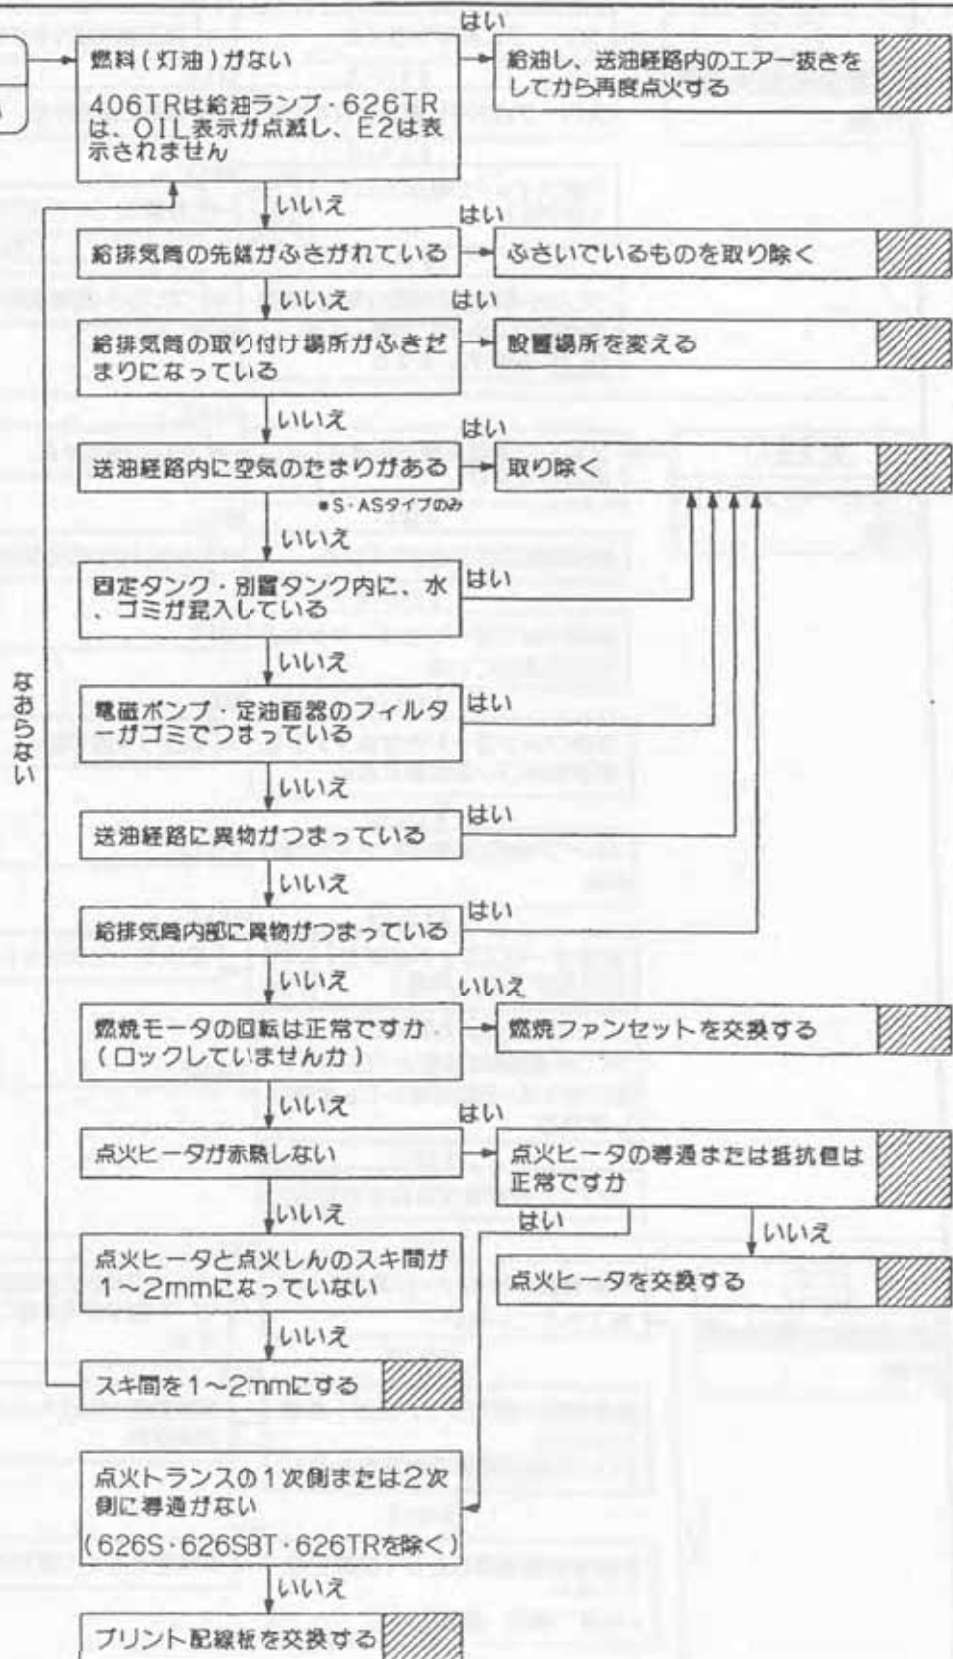 はい
燃料(灯油)がない
406TRは給油ランプ・626TR
は、OIL表示が点滅し、E2は表
示されません
給油し、送油経路内のエアー抜きを
してから再度点火する
いいえ
はい
給排気筒の先端がふさがれている
ふさいでいるものを取り除く
いいえ
はい
給排気筒の取り付け場所がふきだ
まりになっている
設置場所を変える
いいえ
はい
送油経路内に空気のたまりがある
取り除く
*S・ASタイプのみ
いいえ
固定タンク・別置タンク内に、水
、ゴミが混入している
はい
いいえ
電磁ポンプ・定油面器のフィルタ
ーがゴミでつまっている
はい
なおらない
いいえ
送油経路に異物がつまっている
はい
いいえ
給排気筒内部に異物がつまっている
はい
いいえ
いいえ
燃焼モータの回転は正常ですか
(ロックしていませんか)
燃焼ファンセットを交換する
いいえ
はい
点火ヒータが赤熱しない
点火ヒータの導通または抵抗値は
正常ですか
いいえ
はい
いいえ
点火ヒータと点火しんのスキ間が
1~2mmになっていない
点火ヒータを交換する
いいえ
スキ間を1~2mmにする
点火トランスの1次側または2次
側に導通がない
(626S・626SBT・626TRを除く)
いいえ
プリント配線板を交換する